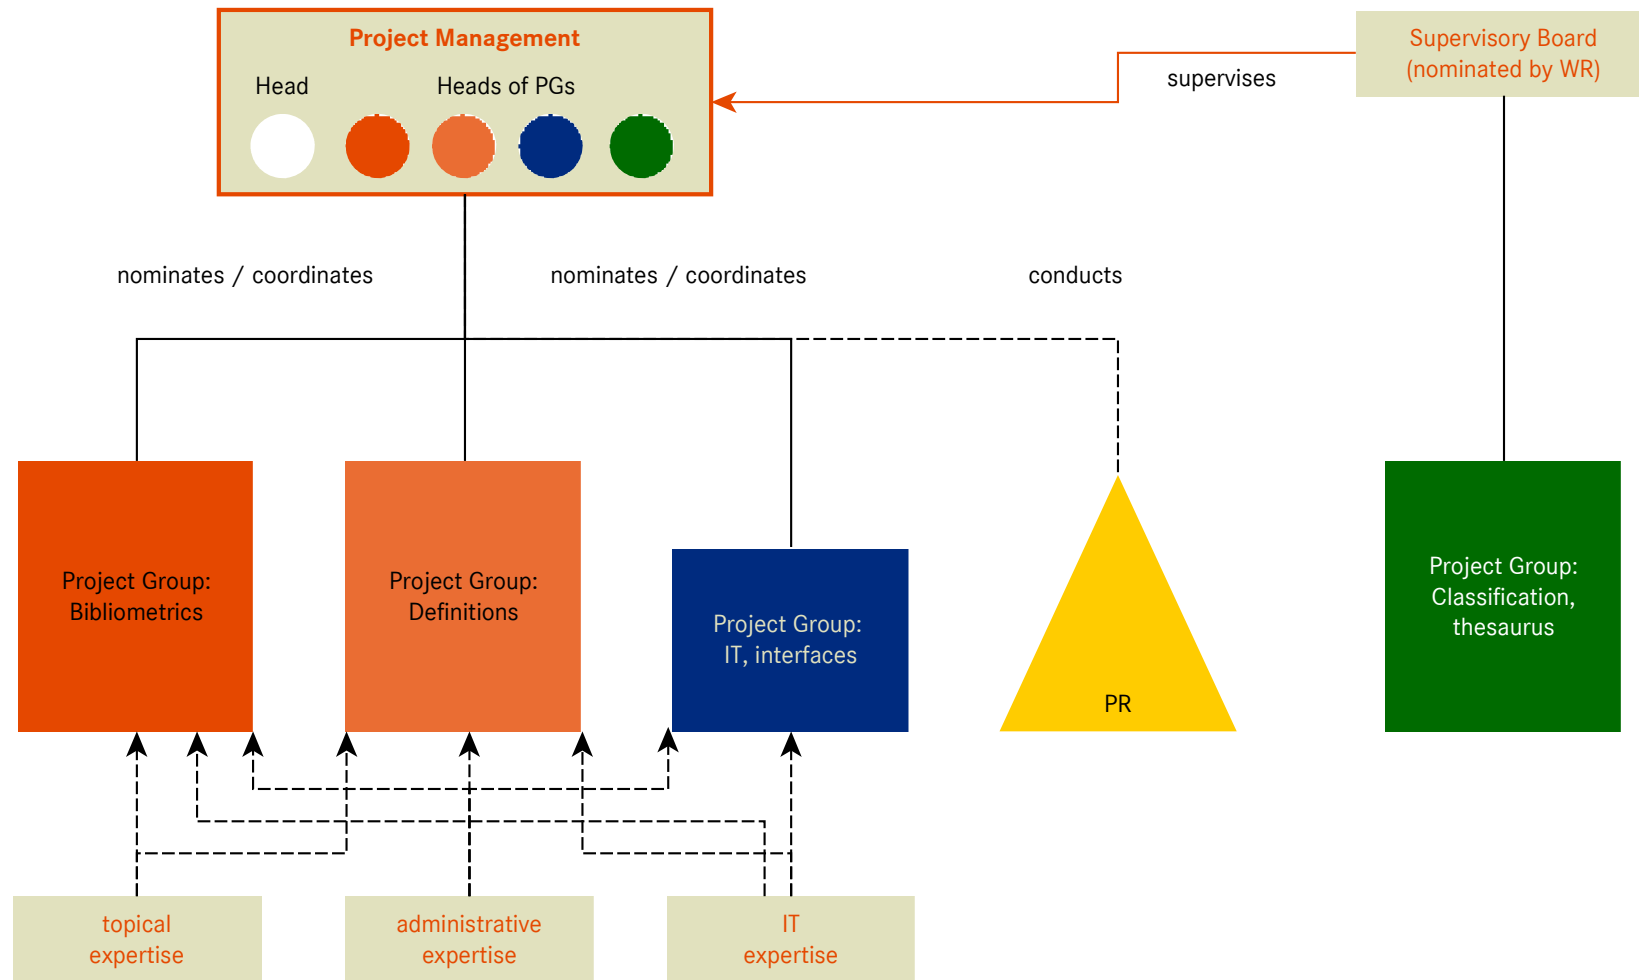 Project Management
Head
Heads of PGs
Supervisory Board
(nominated by WR)
supervises
nominates / coordinates
nominates / coordinates
conducts
Project Group:
Bibliometrics
Project Group:
Definitions
Project Group:
IT, interfaces
PR
Project Group:
Classification,
thesaurus
topical
expertise
administrative
expertise
IT
expertise